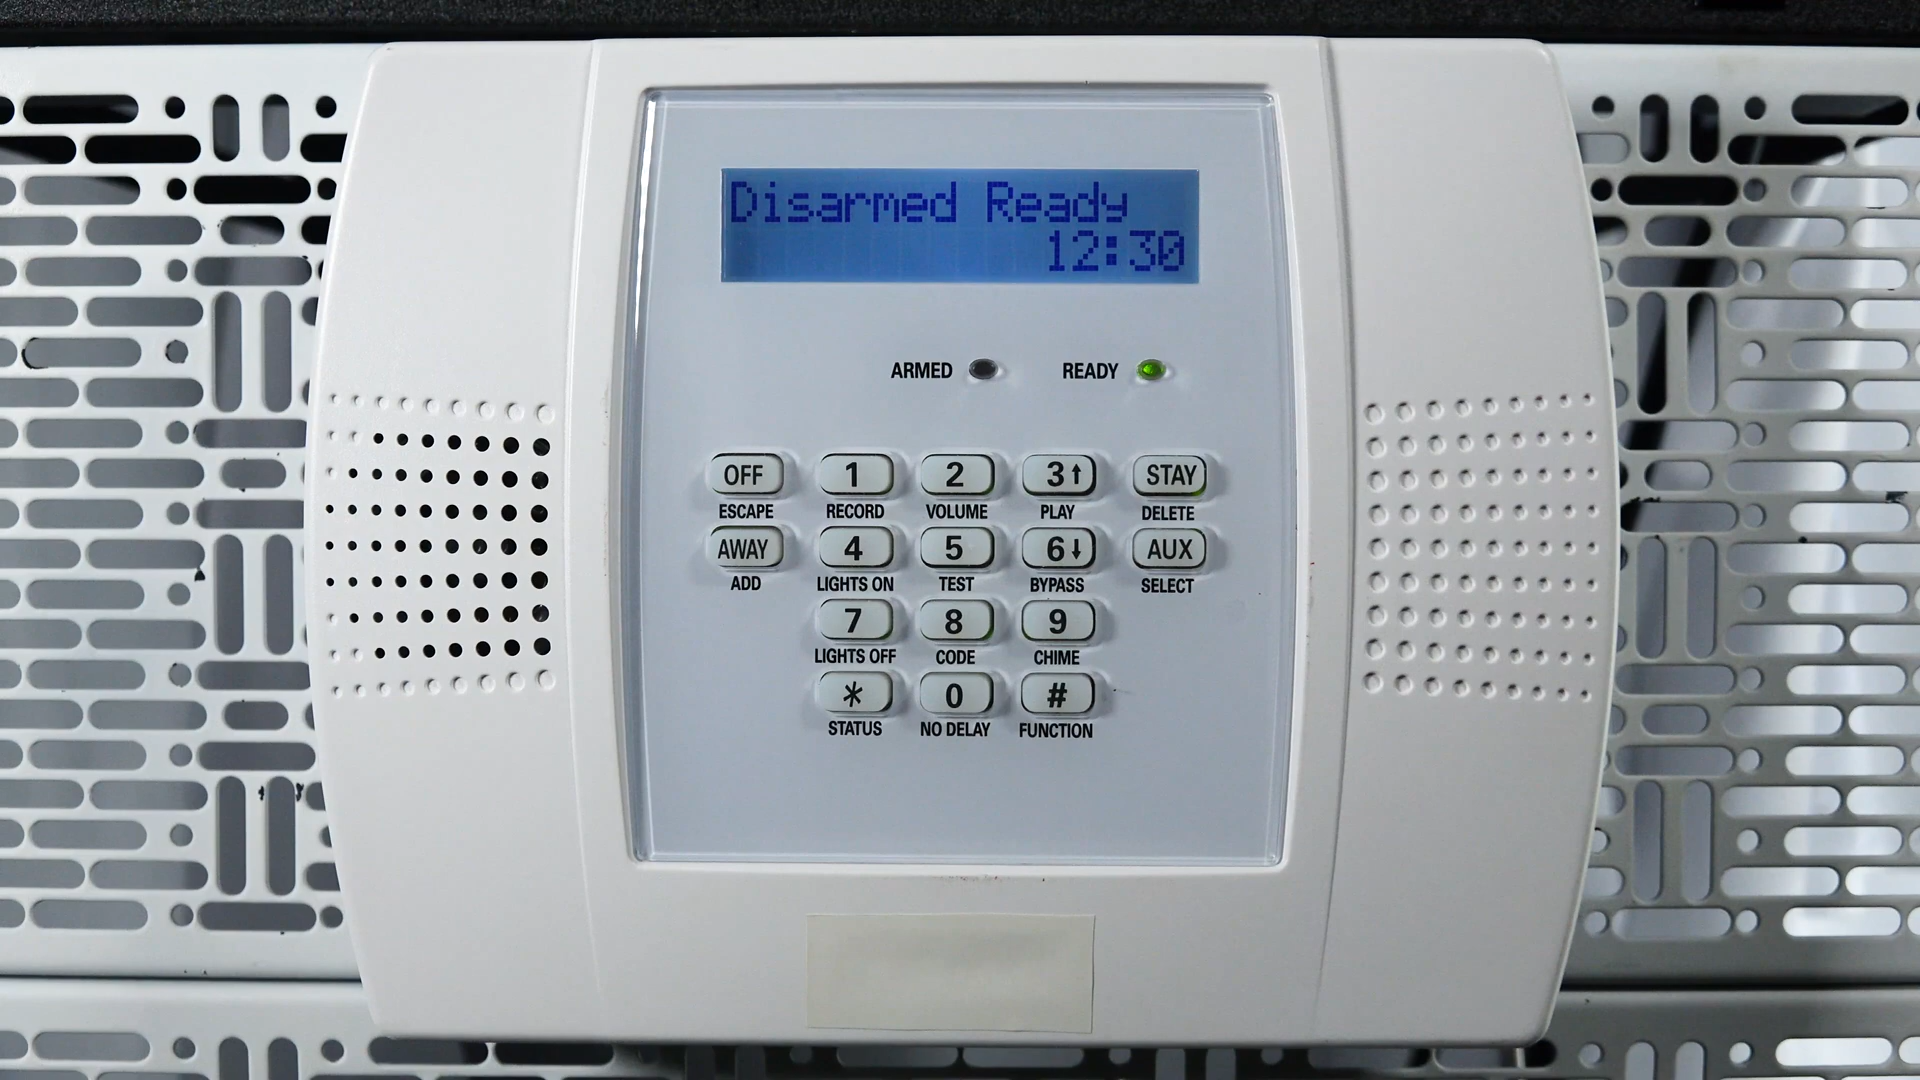 Disarmed Ready
12:30
ARMED READY
OFF 1 2 3↑ STAY
ESCAPE RECORD VOLUME PLAY DELETE
AWAY 4 5 6↓ AUX
ADD LIGHTS ON TEST BYPASS SELECT
7 8 9
LIGHTS OFF CODE CHIME
* 0 #
STATUS NO DELAY FUNCTION